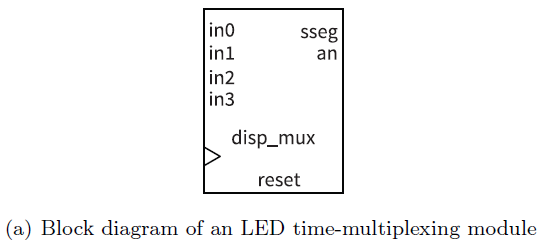 in0 sseg
in1 an
in2
in3
disp_mux
reset
(a) Block diagram of an LED time-multiplexing module